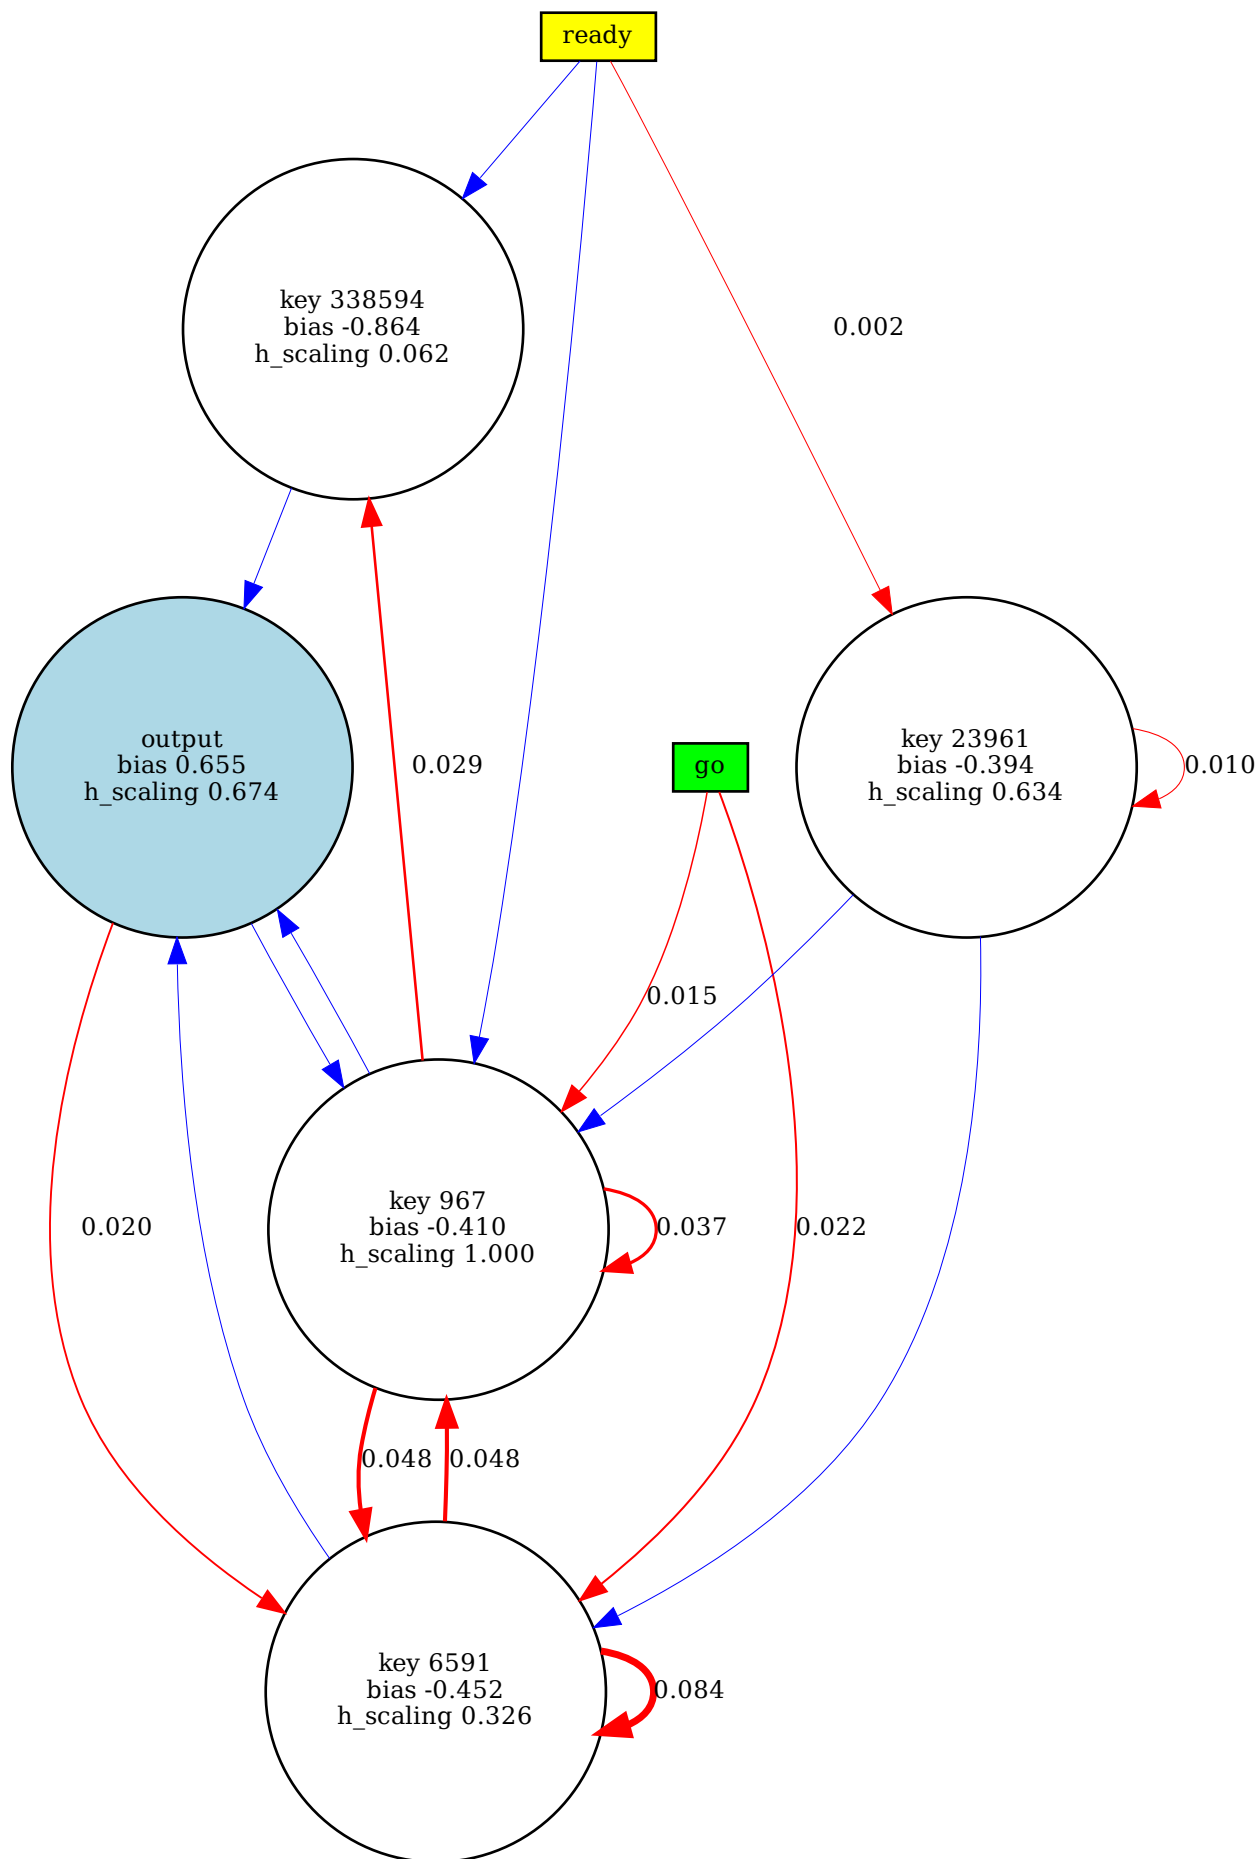 ready
key 338594
bias -0.864
h_scaling 0.062
0.002
output
bias 0.655
h_scaling 0.674
0.029
go
key 23961
bias -0.394
h_scaling 0.634
0.010
0.015
0.020
key 967
bias -0.410
h_scaling 1.000
0.037
0.022
0.048
0.048
key 6591
bias -0.452
h_scaling 0.326
0.084